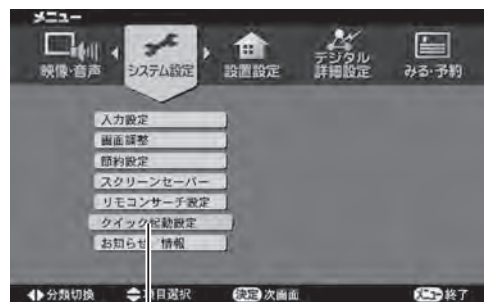 メニュー
映像・音声 システム設定 設置設定 デジタル詳細設定 みる・予約
入力設定
画面調整
節約設定
スクリーンセーバー
リモコンサーチ設定
クイック起動設定
お知らせ/情報
分類切換 項目選択 決定 次画面 メニュー 終了